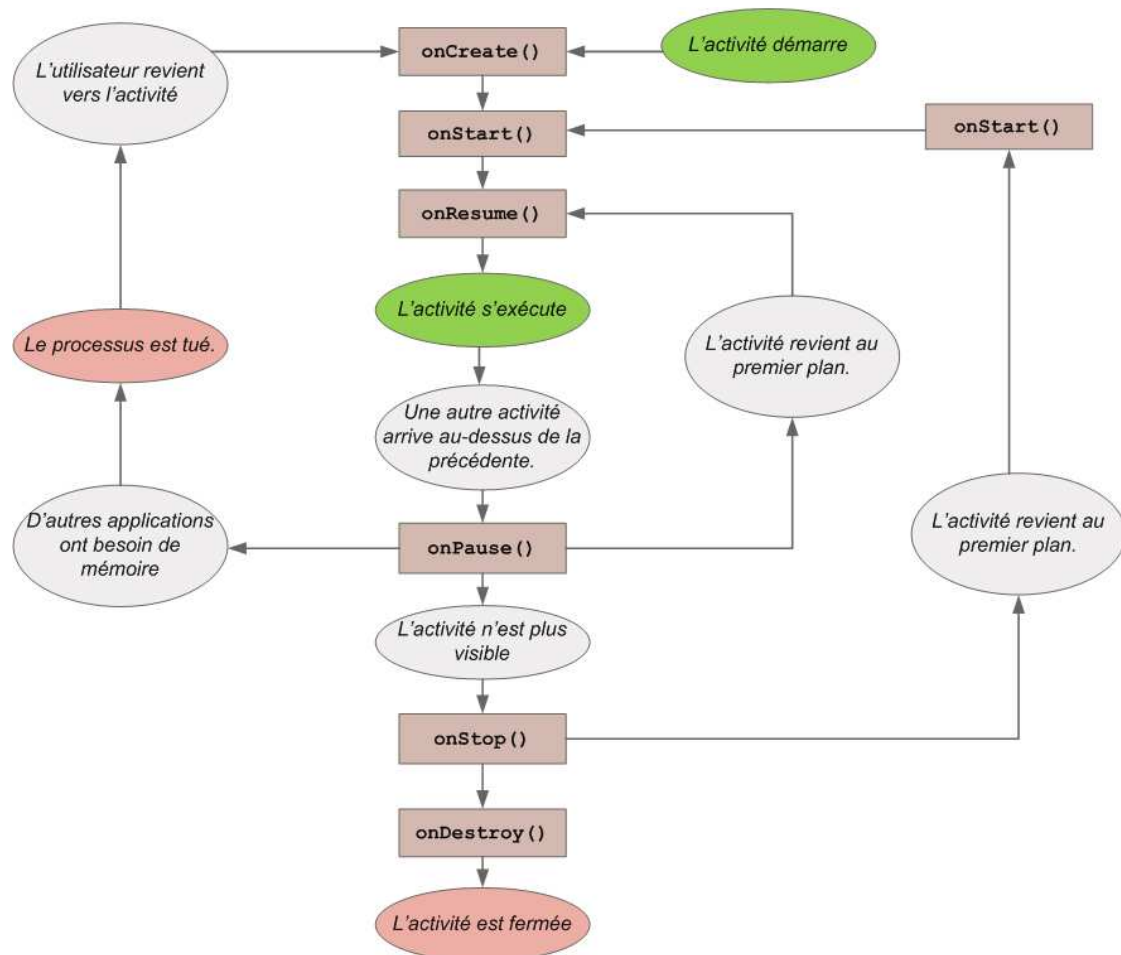 onCreate()
L'activité démarre
L'utilisateur revient
vers l'activité
onStart()
onStart()
onResume()
L'activité s'exécute
Le processus est tué.
L'activité revient au
premier plan.
Une autre activité
arrive au-dessus de la
précédente.
D'autres applications
ont besoin de
mémoire
onPause()
L'activité revient au
premier plan.
L'activité n'est plus
visible
onStop()
onDestroy()
L'activité est fermée